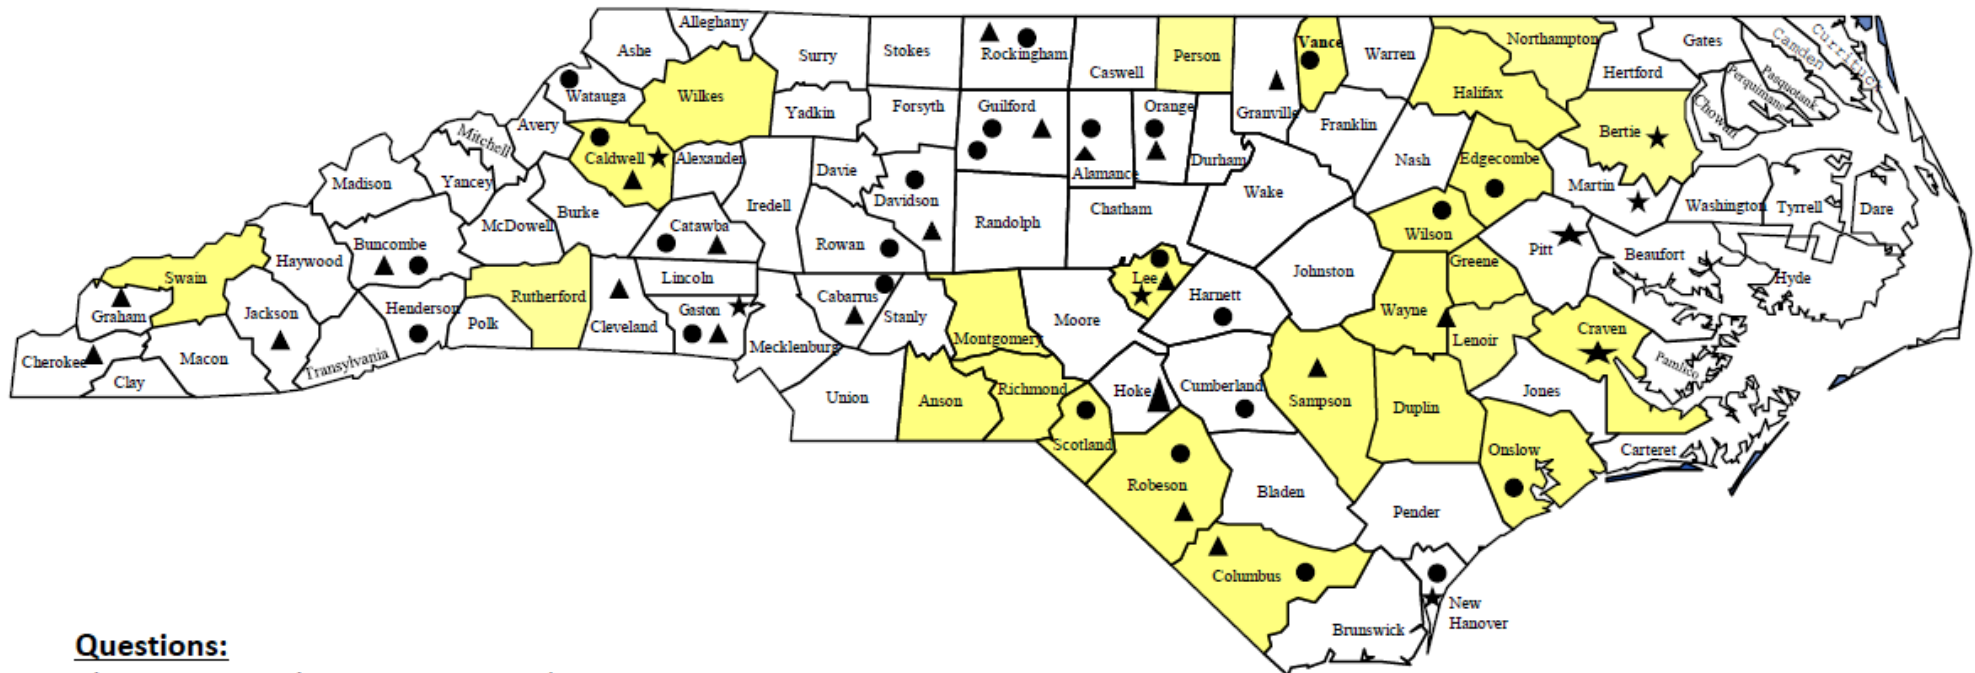 Alleghany
Ashe
Surry
Stokes
Rockingham
Caswell
Person
Vance
Warren
Northampton
Gates
Camden
Currituck
Watauga
Wilkes
Yadkin
Forsyth
Guilford
Orange
Granville
Franklin
Halifax
Hertford
Perquimans
Pasquotank
Chowan
Mitchell
Avery
Caldwell
Alexander
Davie
Davidson
Alamance
Durham
Nash
Edgecombe
Bertie
Madison
Yancey
Burke
Iredell
Randolph
Chatham
Wake
Martin
Washington
Tyrrell
Dare
McDowell
Catawba
Rowan
Wilson
Pitt
Beaufort
Hyde
Buncombe
Haywood
Swain
Rutherford
Lincoln
Cabarrus
Lee
Harnett
Johnston
Greene
Graham
Jackson
Henderson
Polk
Cleveland
Gaston
Stanly
Montgomery
Moore
Wayne
Lenoir
Craven
Pamlico
Cherokee
Clay
Macon
Transylvania
Mecklenburg
Union
Anson
Richmond
Hoke
Cumberland
Sampson
Duplin
Jones
Scotland
Onslow
Carteret
Robeson
Bladen
Pender
Columbus
Brunswick
New
Hanover
Questions: